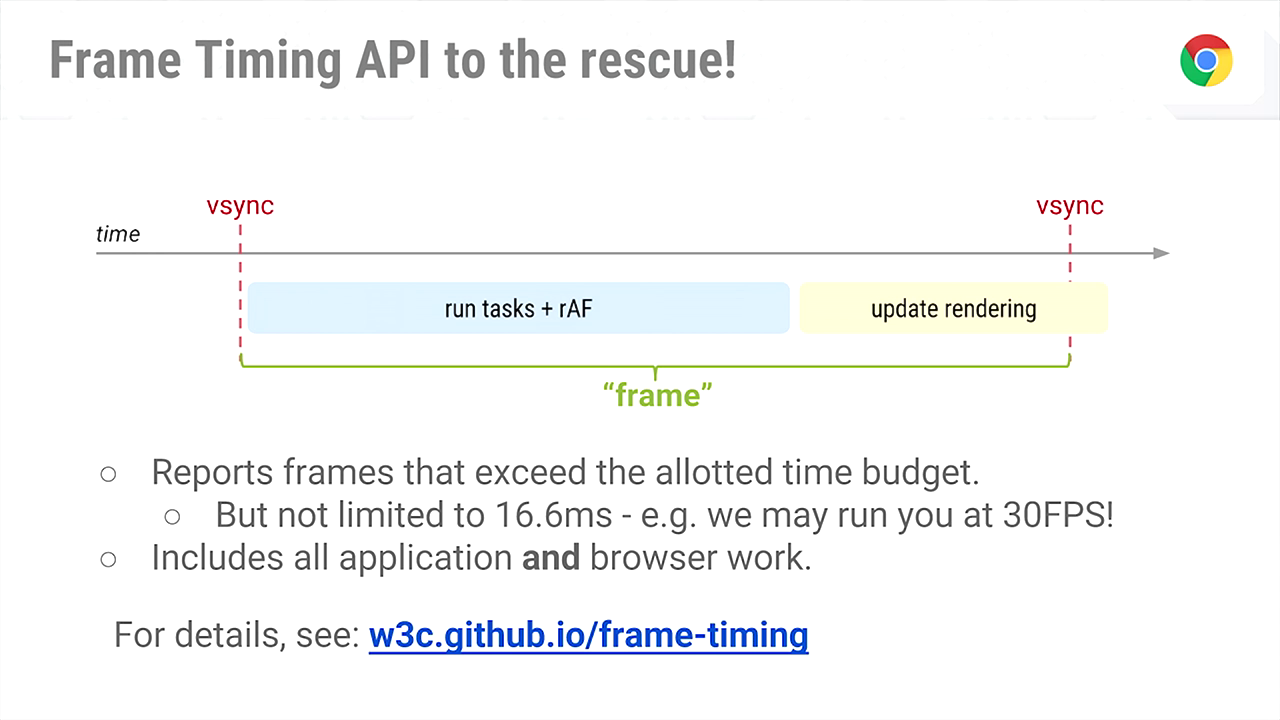 Frame Timing API to the rescue!
vsync
vsync
time
run tasks + rAF
update rendering
“frame”
○ Reports frames that exceed the allotted time budget.
○ But not limited to 16.6ms - e.g. we may run you at 30FPS!
○ Includes all application and browser work.
For details, see: w3c.github.io/frame-timing